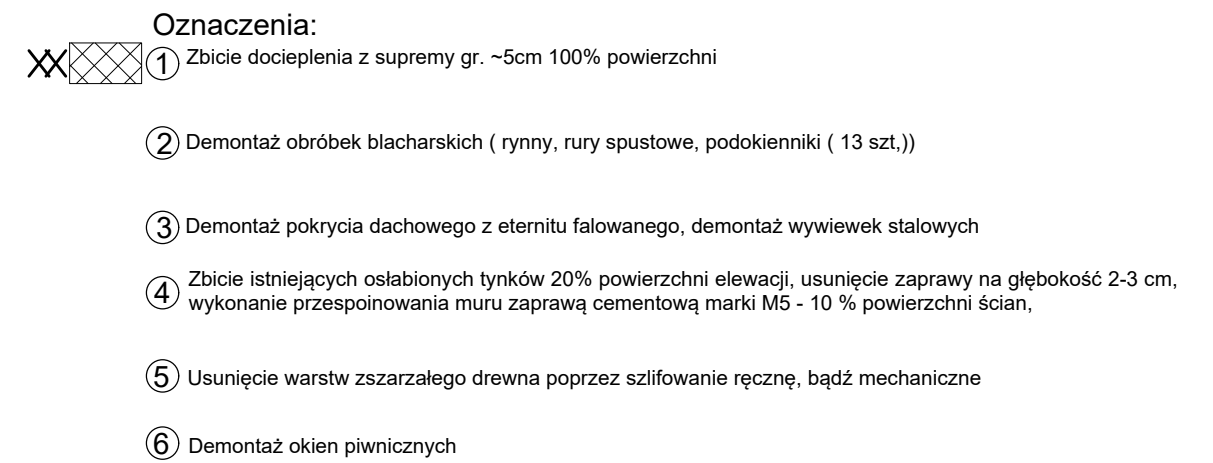 Oznaczenia:
XX 1 Zbicie docieplenia z supremy gr. ~5cm 100% powierzchni
2 Demontaż obróbek blacharskich ( rynny, rury spustowe, podokienniki ( 13 szt,))
3 Demontaż pokrycia dachowego z eternitu falowanego, demontaż wywiewek stalowych
4 Zbicie istniejących osłabionych tynków 20% powierzchni elewacji, usunięcie zaprawy na głębokość 2-3 cm,
wykonanie przespoinowania muru zaprawą cementową marki M5 - 10 % powierzchni ścian,
5 Usunięcie warstw zszarzałego drewna poprzez szlifowanie ręcznę, bądź mechaniczne
6 Demontaż okien piwnicznych